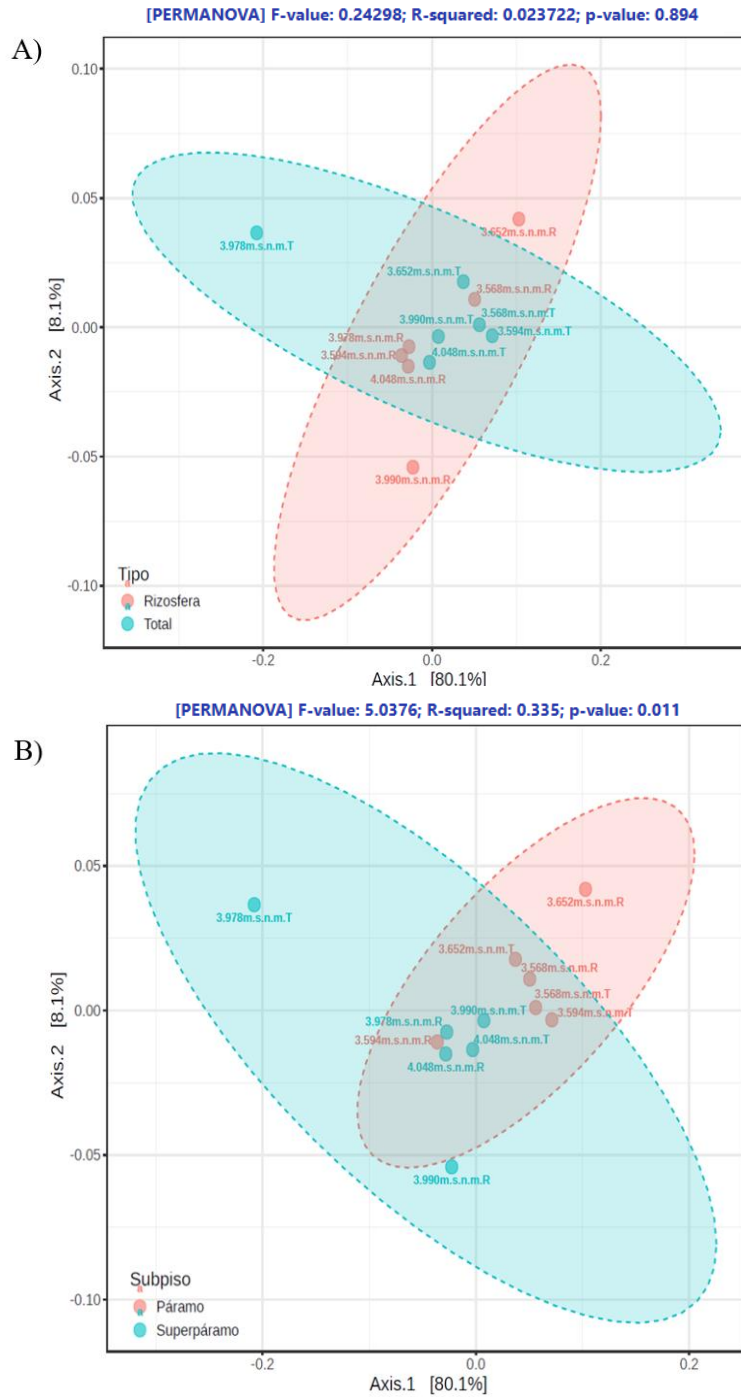 [PERMANOVA] F-value: 0.24298; R-squared: 0.023722; p-value: 0.894
A)
0.10
0.05
0.00
-0.05
-0.10
Axis.2 [8.1%]
3.652m.s.n.m.R
3.978m.s.n.m.T
3.652m.s.n.m.T
3.568m.s.n.m.R
3.990m.s.n.m.T
3.568m.s.n.m.T
3.594m.s.n.m.T
3.978m.s.n.m.R
3.594m.s.n.m.R
4.048m.s.n.m.T
4.048m.s.n.m.R
3.990m.s.n.m.R
Tipo
Rizosfera
Total
-0.2
0.0
0.2
Axis.1 [80.1%]
[PERMANOVA] F-value: 5.0376; R-squared: 0.335; p-value: 0.011
B)
0.05
0.00
-0.05
-0.10
Axis.2 [8.1%]
3.652m.s.n.m.R
3.978m.s.n.m.T
3.652m.s.n.m.T
3.568m.s.n.m.R
3.568m.s.n.m.T
3.990m.s.n.m.T
3.594m.s.n.m.T
3.978m.s.n.m.R
3.594m.s.n.m.R
4.048m.s.n.m.T
4.048m.s.n.m.R
3.990m.s.n.m.R
Subpiso
Páramo
Superpáramo
-0.2
0.0
0.2
Axis.1 [80.1%]